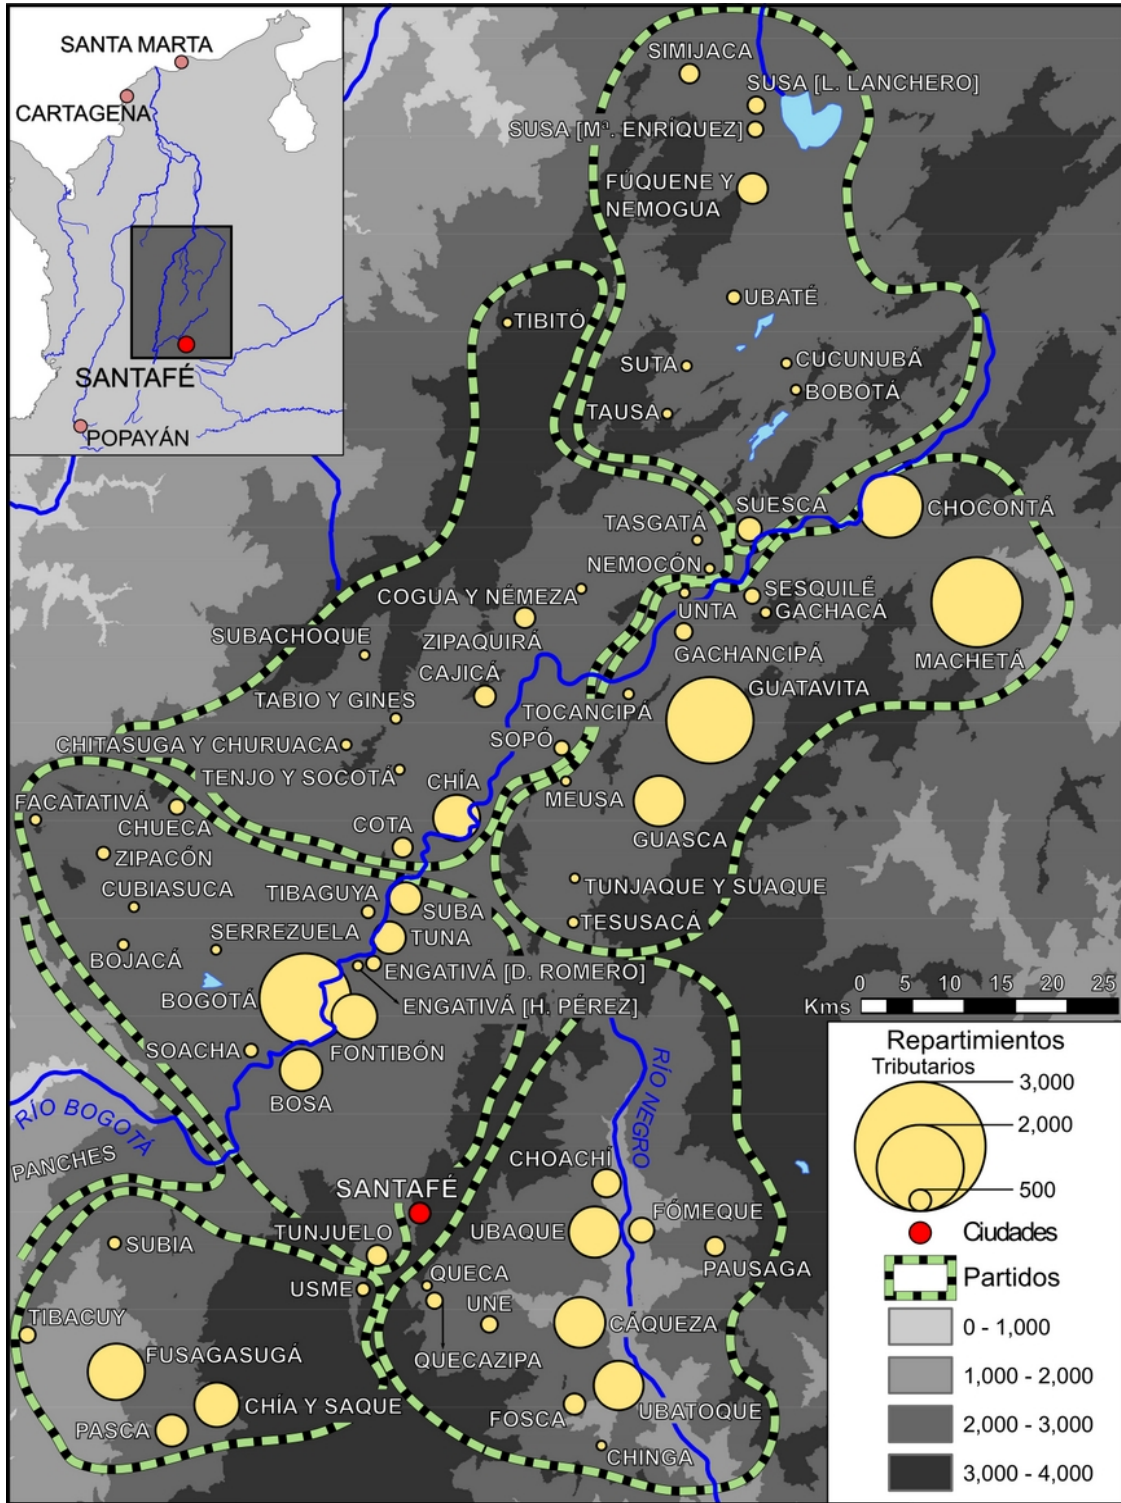 SANTA MARTA
CARTAGENA
SANTAFÉ
POPAYÁN
SIMIJACA
SUSA [L. LANCHERO]
SUSA [Mª. ENRÍQUEZ]
FÚQUENE Y
NEMOGUA
UBATÉ
TIBITÓ
SUTA
CUCUNUBÁ
BOBOTÁ
TAUSA
SUESCA
CHOCONTÁ
TASGATÁ
NEMOCÓN
COGUA Y NÉMEZA
UNTA
SESQUILÉ
GACHACÁ
ZIPAQUIRÁ
SUBACHOQUE
GACHANCIPÁ
MACHETÁ
CAJICÁ
GUATAVITA
TABIO Y GINES
TOCANCIPÁ
CHITASUGA Y CHURUACA
SOPÓ
TENJO Y SOCOTÁ
CHÍA
MEUSA
FACATATIVÁ
CHUECA
COTA
GUASCA
ZIPACÓN
CUBIASUCA
TIBAGUYA
SUBA
TUNJAQUE Y SUAQUE
SERREZUELA
TUNA
TESUSACÁ
BOJACÁ
ENGATIVÁ [D. ROMERO]
BOGOTÁ
ENGATIVÁ [H. PÉREZ]
SOACHA
FONTIBÓN
BOSA
RÍO BOGOTÁ
RÍO NEGRO
PANCHES
CHOACHÍ
SANTAFÉ
UBAQUE
FÓMEQUE
TUNJUELO
SUBIA
PAUSAGA
USME
QUECA
UNE
TIBACUY
QUECAZIPA
CÁQUEZA
FUSAGASUGÁ
CHÍA Y SAQUE
PASCA
FOSCA
UBATOQUE
CHINGA
0 5 10 15 20 25
Kms
Repartimientos
Tributarios
3,000
2,000
500
Ciudades
Partidos
0 - 1,000
1,000 - 2,000
2,000 - 3,000
3,000 - 4,000